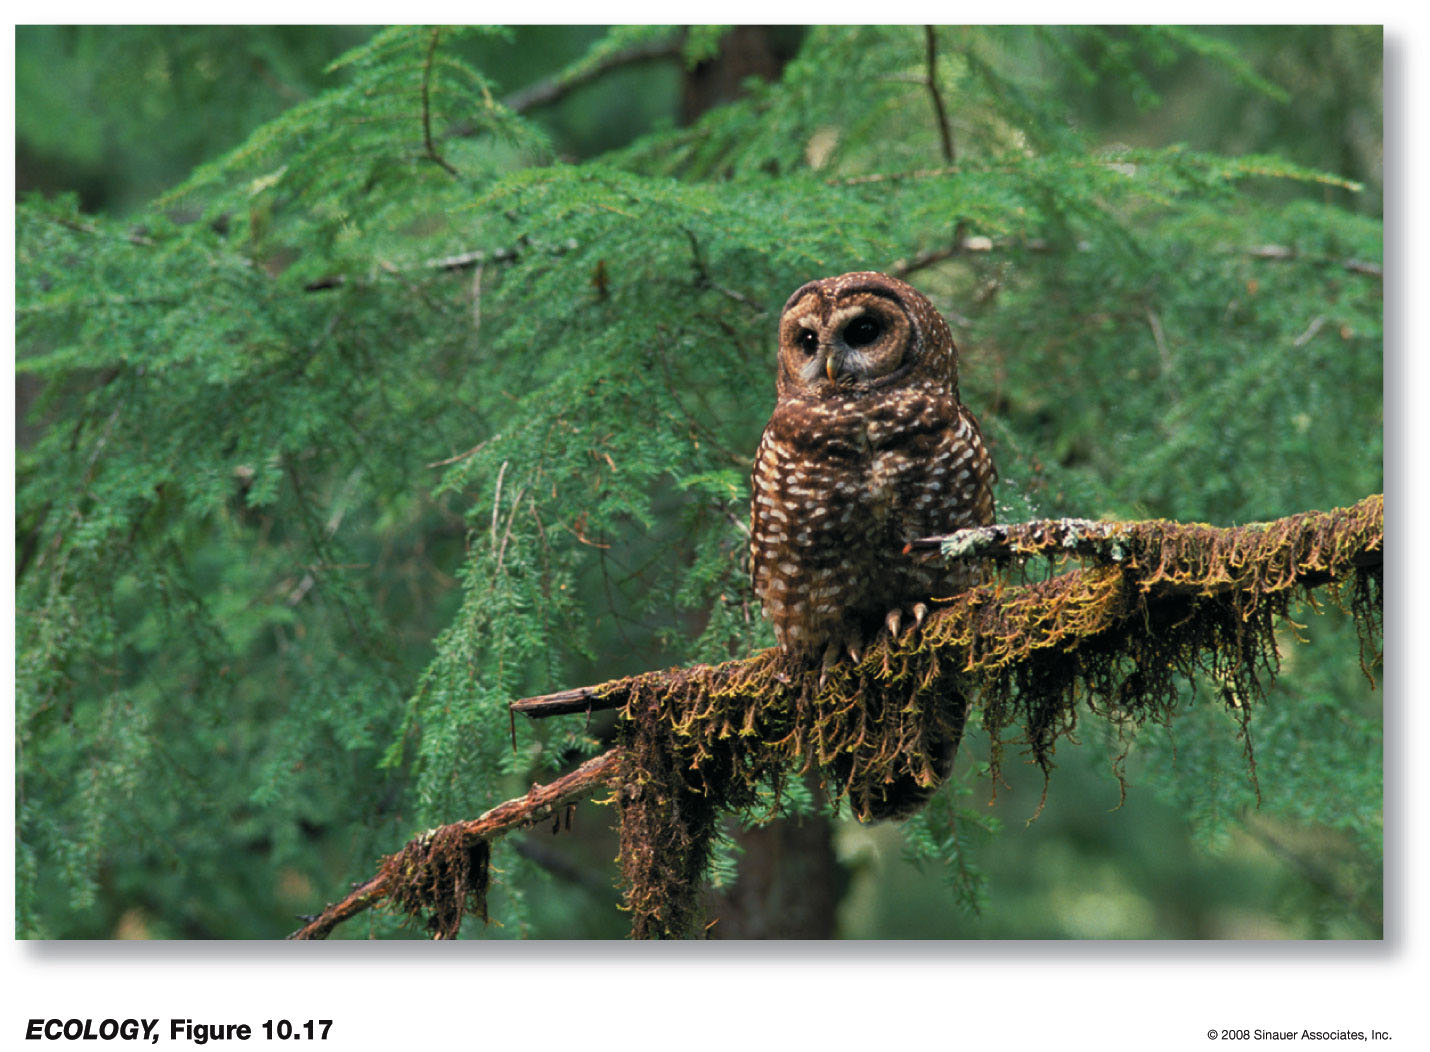 ECOLOGY, Figure 10.17
© 2008 Sinauer Associates, Inc.